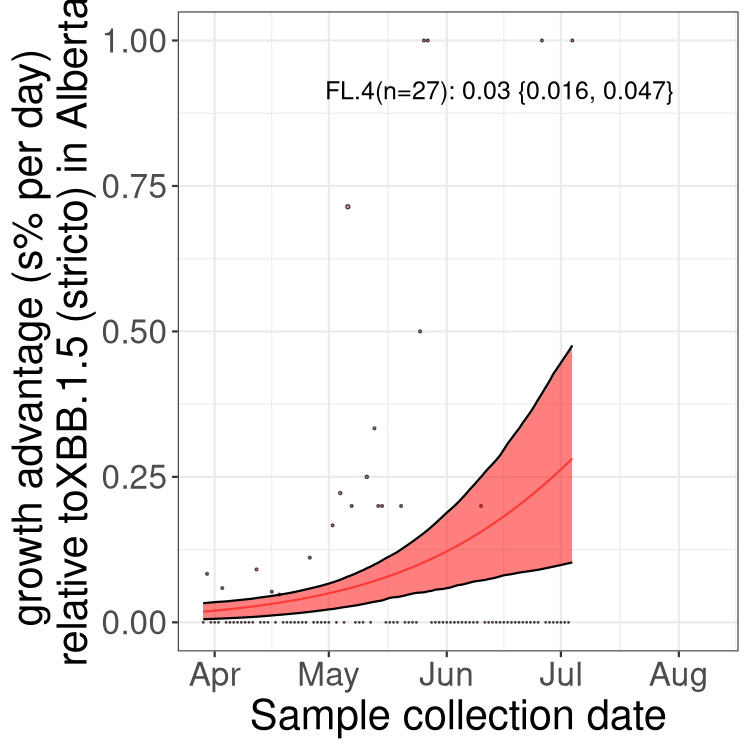 growth advantage (s% per day)
relative toXBB.1.5 (stricto) in Alberta
1.00
0.75
0.50
0.25
0.00
FL.4(n=27): 0.03 {0.016, 0.047}
Apr May Jun Jul Aug
Sample collection date